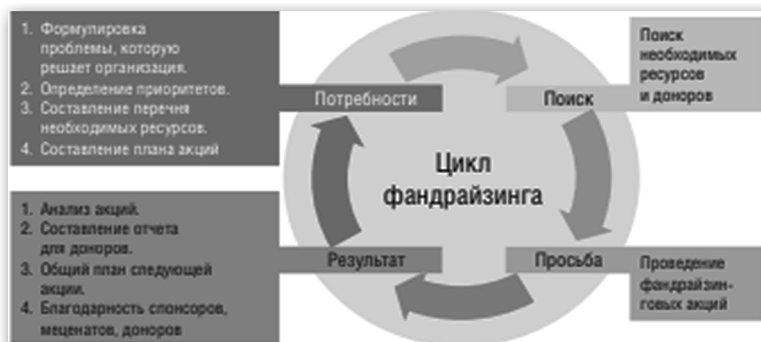 1. Формулировка
проблемы, которую
решает организация.
2. Определение приоритетов.
3. Составление перечня
необходимых ресурсов.
4. Составление плана акций
Потребности
Поиск
Поиск
необходимых
ресурсов
и доноров
Цикл
фандрайзинга
1. Анализ акций.
2. Составление отчета
для доноров.
3. Общий план следующей
акции.
4. Благодарность спонсоров,
меценатов, доноров
Результат
Просьба
Проведение
фандрайзин-
говых акций